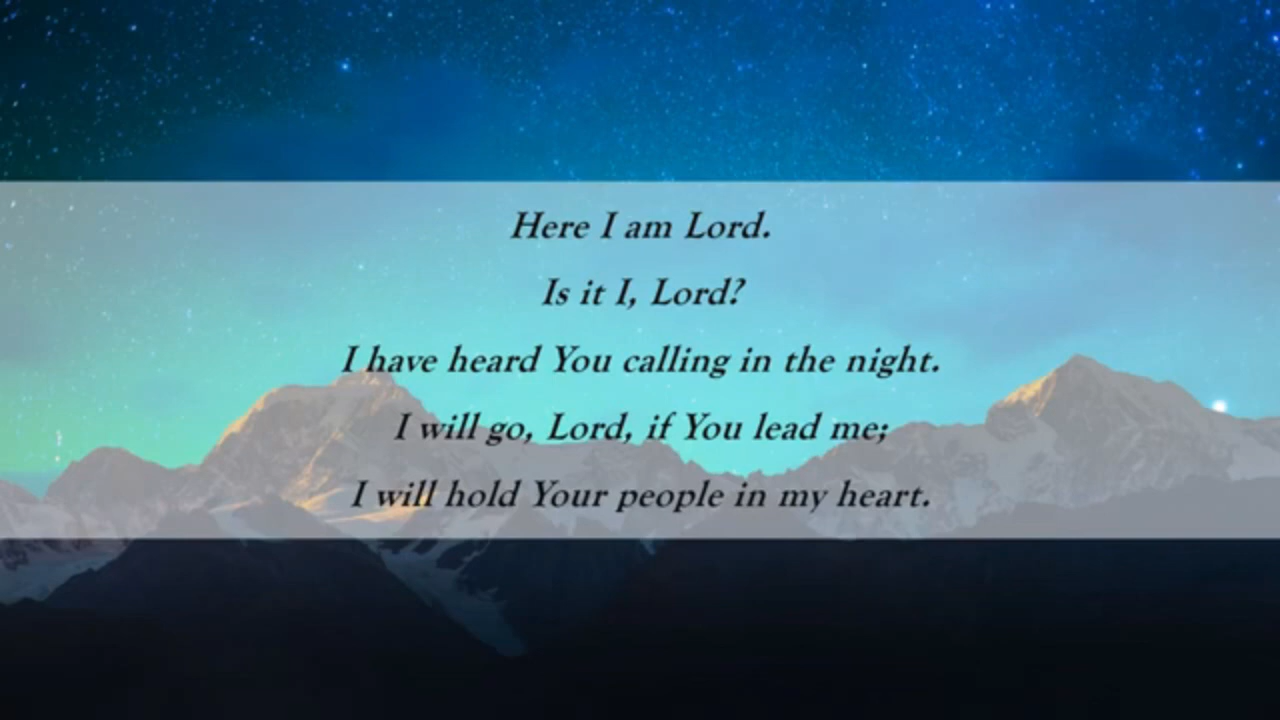 Here I am Lord.
Is it I, Lord?
I have heard You calling in the night.
I will go, Lord, if You lead me;
I will hold Your people in my heart.